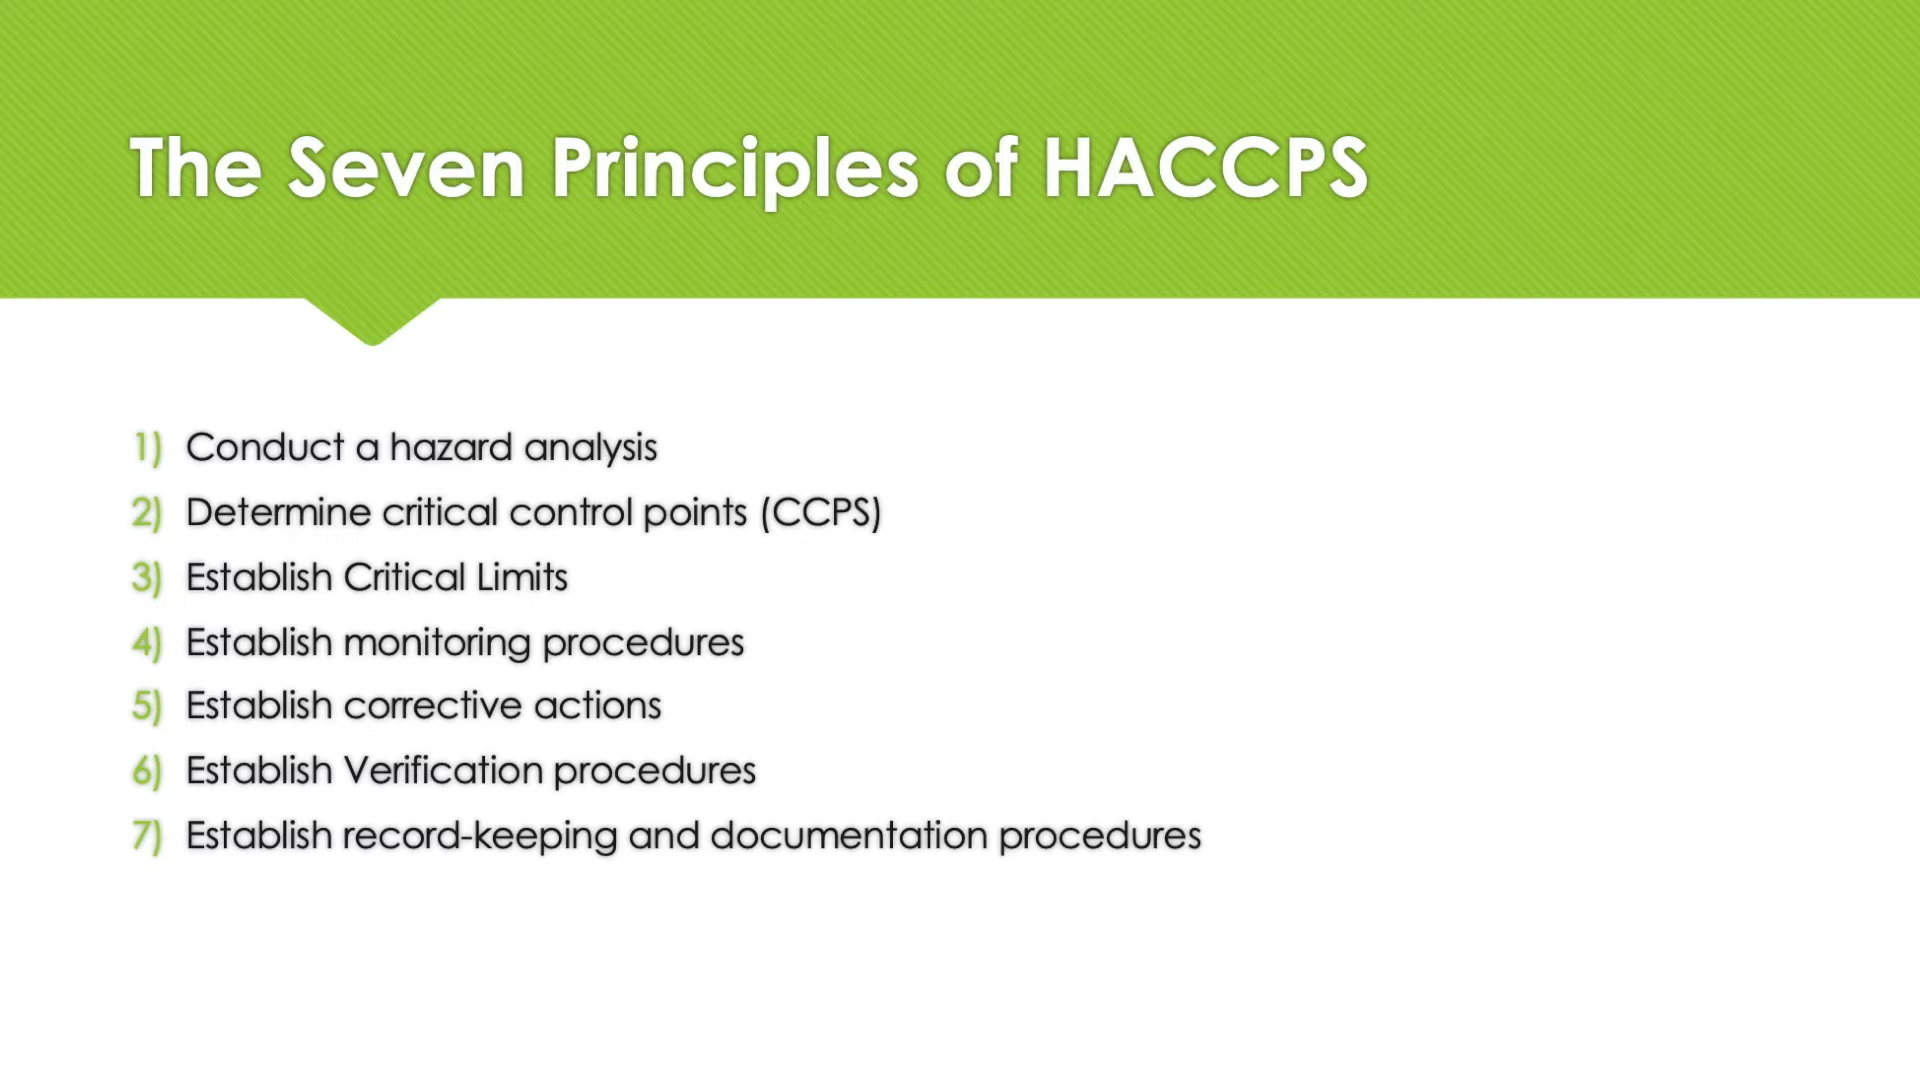 The Seven Principles of HACCPS
1) Conduct a hazard analysis
2) Determine critical control points (CCPS)
3) Establish Critical Limits
4) Establish monitoring procedures
5) Establish corrective actions
6) Establish Verification procedures
7) Establish record-keeping and documentation procedures